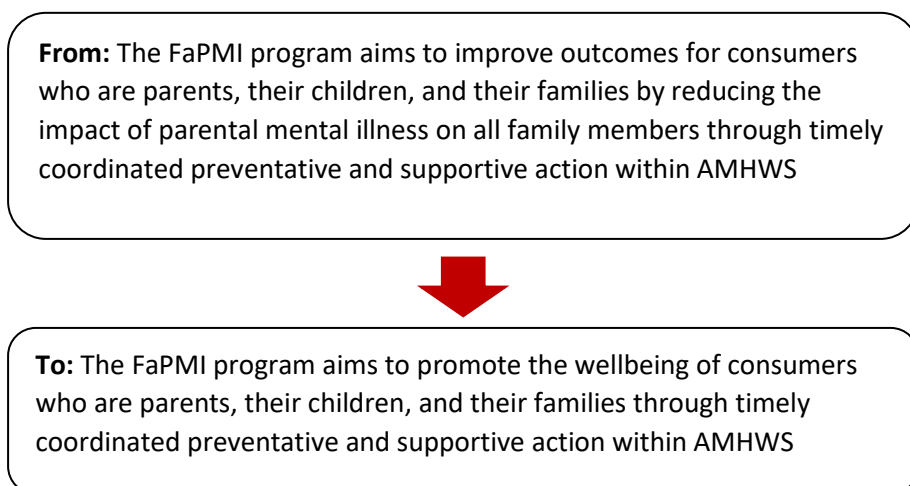 From: The FaPMI program aims to improve outcomes for consumers
who are parents, their children, and their families by reducing the
impact of parental mental illness on all family members through timely
coordinated preventative and supportive action within AMHWS
To: The FaPMI program aims to promote the wellbeing of consumers
who are parents, their children, and their families through timely
coordinated preventative and supportive action within AMHWS